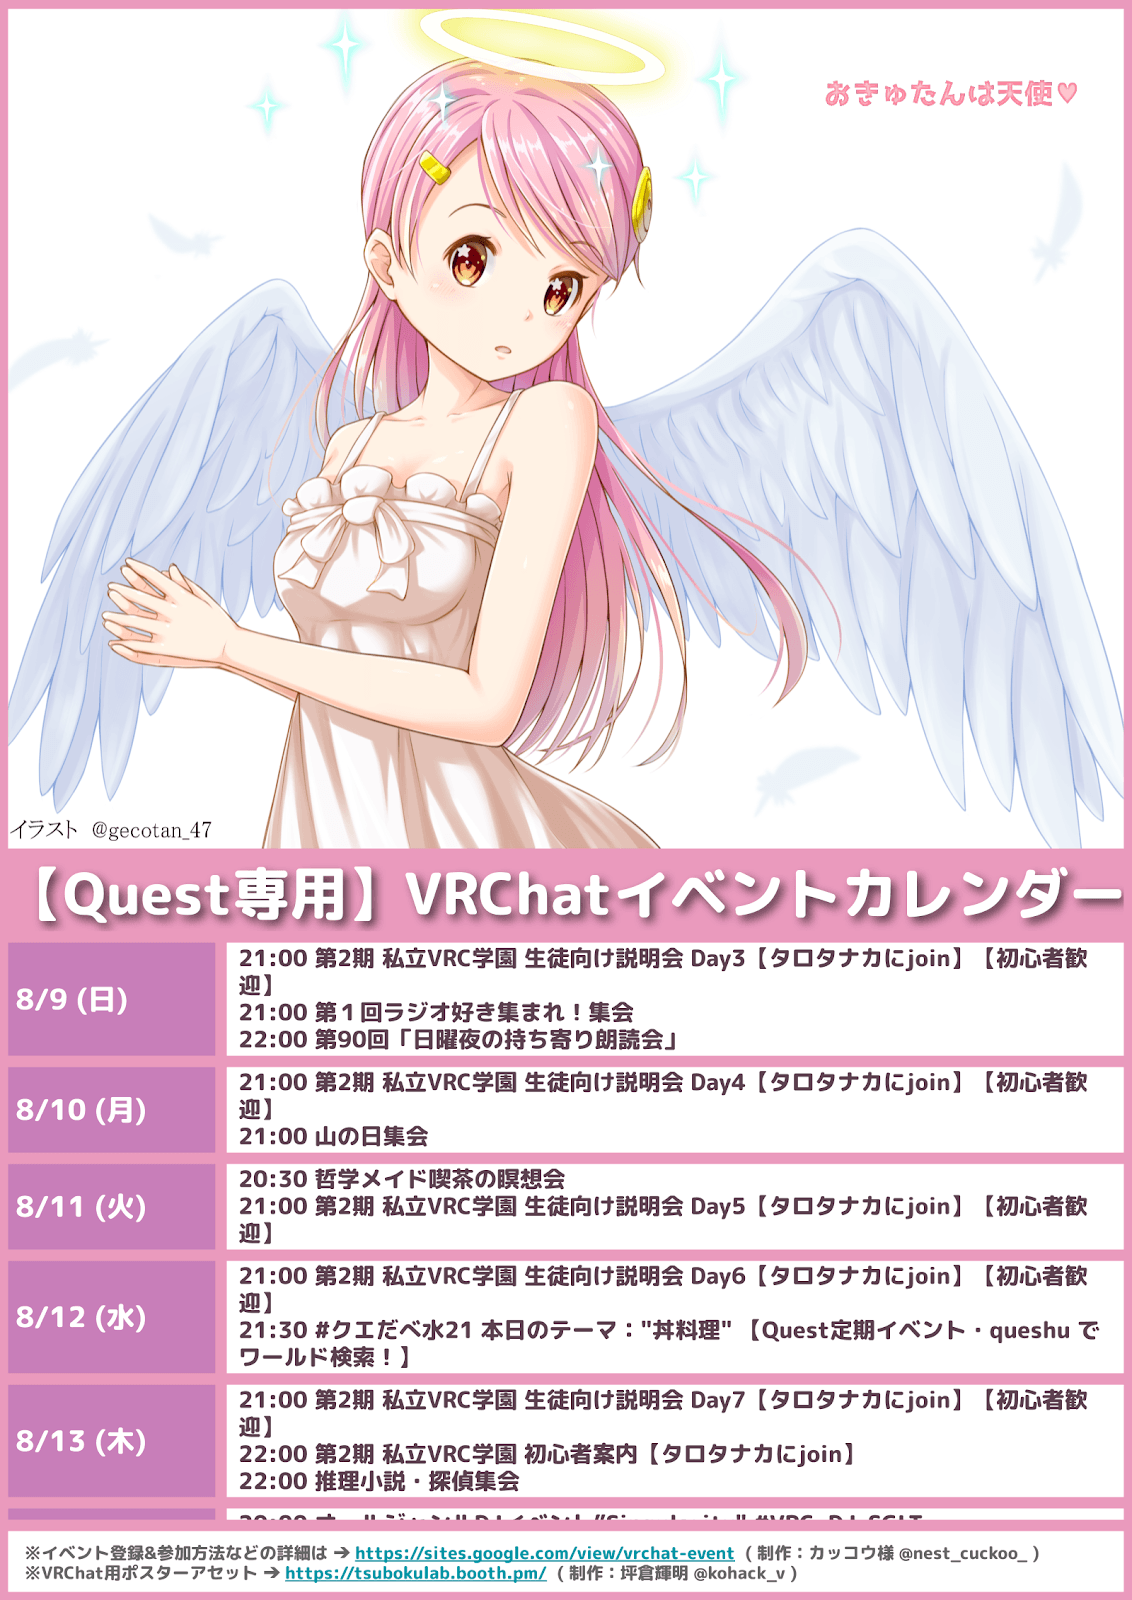 おきゅたんは天使♥
イラスト @gecotan_47
【Quest専用】VRChatイベントカレンダー
8/9 (日)
21:00 第2期 私立VRC学園 生徒向け説明会 Day3【タロタナカにjoin】【初心者歓
迎】
21:00 第１回ラジオ好き集まれ！集会
22:00 第90回「日曜夜の持ち寄り朗読会」
8/10 (月)
21:00 第2期 私立VRC学園 生徒向け説明会 Day4【タロタナカにjoin】【初心者歓
迎】
21:00 山の日集会
8/11 (火)
20:30 哲学メイド喫茶の瞑想会
21:00 第2期 私立VRC学園 生徒向け説明会 Day5【タロタナカにjoin】【初心者歓
迎】
8/12 (水)
21:00 第2期 私立VRC学園 生徒向け説明会 Day6【タロタナカにjoin】【初心者歓
迎】
21:30 #クエだべ水21 本日のテーマ："丼料理" 【Quest定期イベント・queshu で
ワールド検索！】
8/13 (木)
21:00 第2期 私立VRC学園 生徒向け説明会 Day7【タロタナカにjoin】【初心者歓
迎】
22:00 第2期 私立VRC学園 初心者案内【タロタナカにjoin】
22:00 推理小説・探偵集会
※イベント登録&参加方法などの詳細は → https://sites.google.com/view/vrchat-event ( 制作：カッコウ様 @nest_cuckoo_ )
※VRChat用ポスターアセット → https://tsubokulab.booth.pm/ ( 制作：坪倉輝明 @kohack_v )